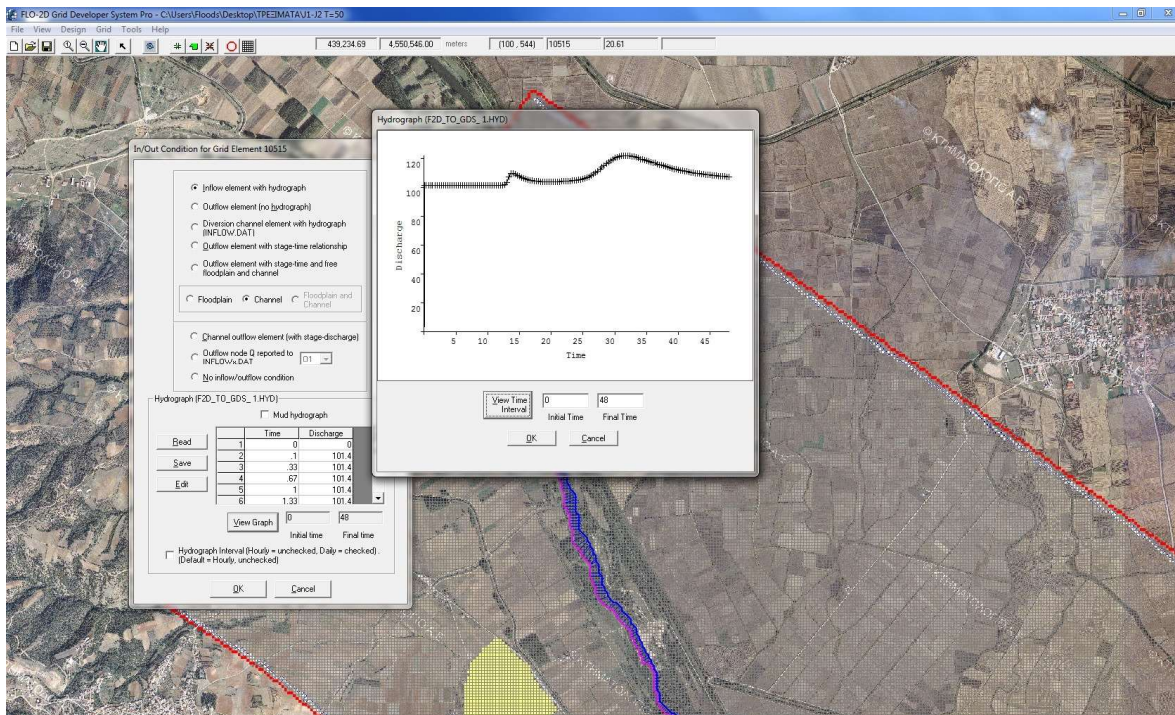 FLO-2D Grid Developer System Pro - C:\Users\Floods\Desktop\ΤΡΕΞΙΜΑΤΑ\J1-J2 T=50
File View Design Grid Tools Help
439,234.69 4,550,546.00 meters (100 , 544) 10515 20.61
In/Out Condition for Grid Element 10515
Inflow element with hydrograph
Outflow element (no hydrograph)
Diversion channel element with hydrograph
(INFLOW.DAT)
Outflow element with stage-time relationship
Outflow element with stage-time and free
floodplain and channel
Floodplain Channel Floodplain and
Channel
Channel outflow element (with stage-discharge)
Outflow node Q reported to
INFLOWx.DAT O1
No inflow/outflow condition
Hydrograph (F2D_TO_GDS_ 1.HYD)
Mud hydrograph
Read
Save
Edit
Time Discharge
1 0 0
2 .1 101.4
3 .33 101.4
4 .67 101.4
5 1 101.4
6 1.33 101.4
View Graph 0 48
Initial time Final time
Hydrograph Interval (Hourly = unchecked, Daily = checked) .
(Default = Hourly, unchecked)
OK Cancel
Hydrograph (F2D_TO_GDS_ 1.HYD)
120
100
80
60
40
20
Discharge
5 10 15 20 25 30 35 40 45
Time
View Time
Interval 0 48
Initial Time Final Time
OK Cancel